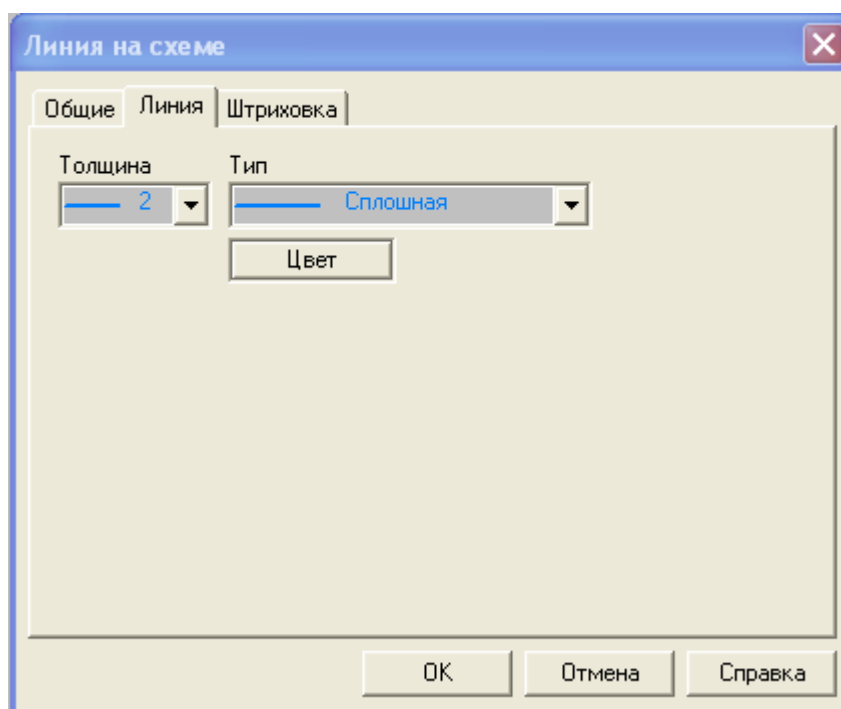 Линия на схеме
Общие Линия Штриховка
Толщина Тип
2 Сплошная
Цвет
OK Отмена Справка